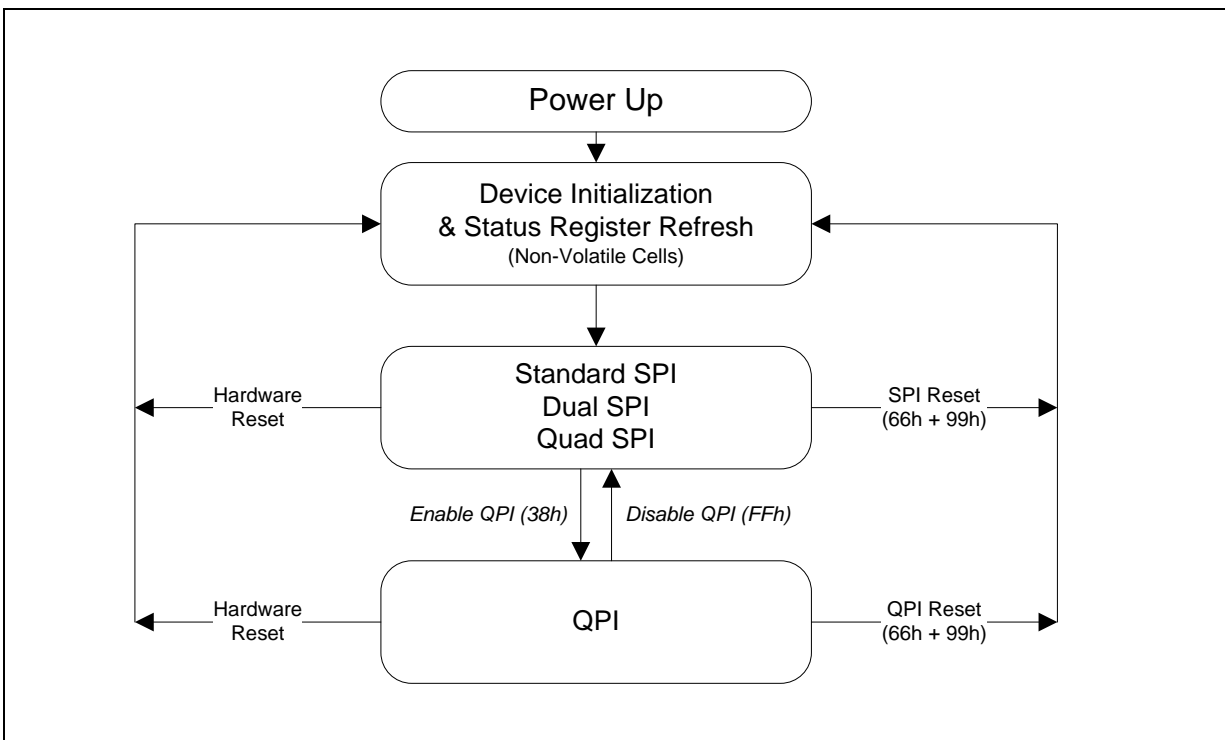 Power Up
Device Initialization
& Status Register Refresh
(Non-Volatile Cells)
Hardware
Reset
Standard SPI
Dual SPI
Quad SPI
SPI Reset
(66h + 99h)
Enable QPI (38h)
Disable QPI (FFh)
Hardware
Reset
QPI
QPI Reset
(66h + 99h)